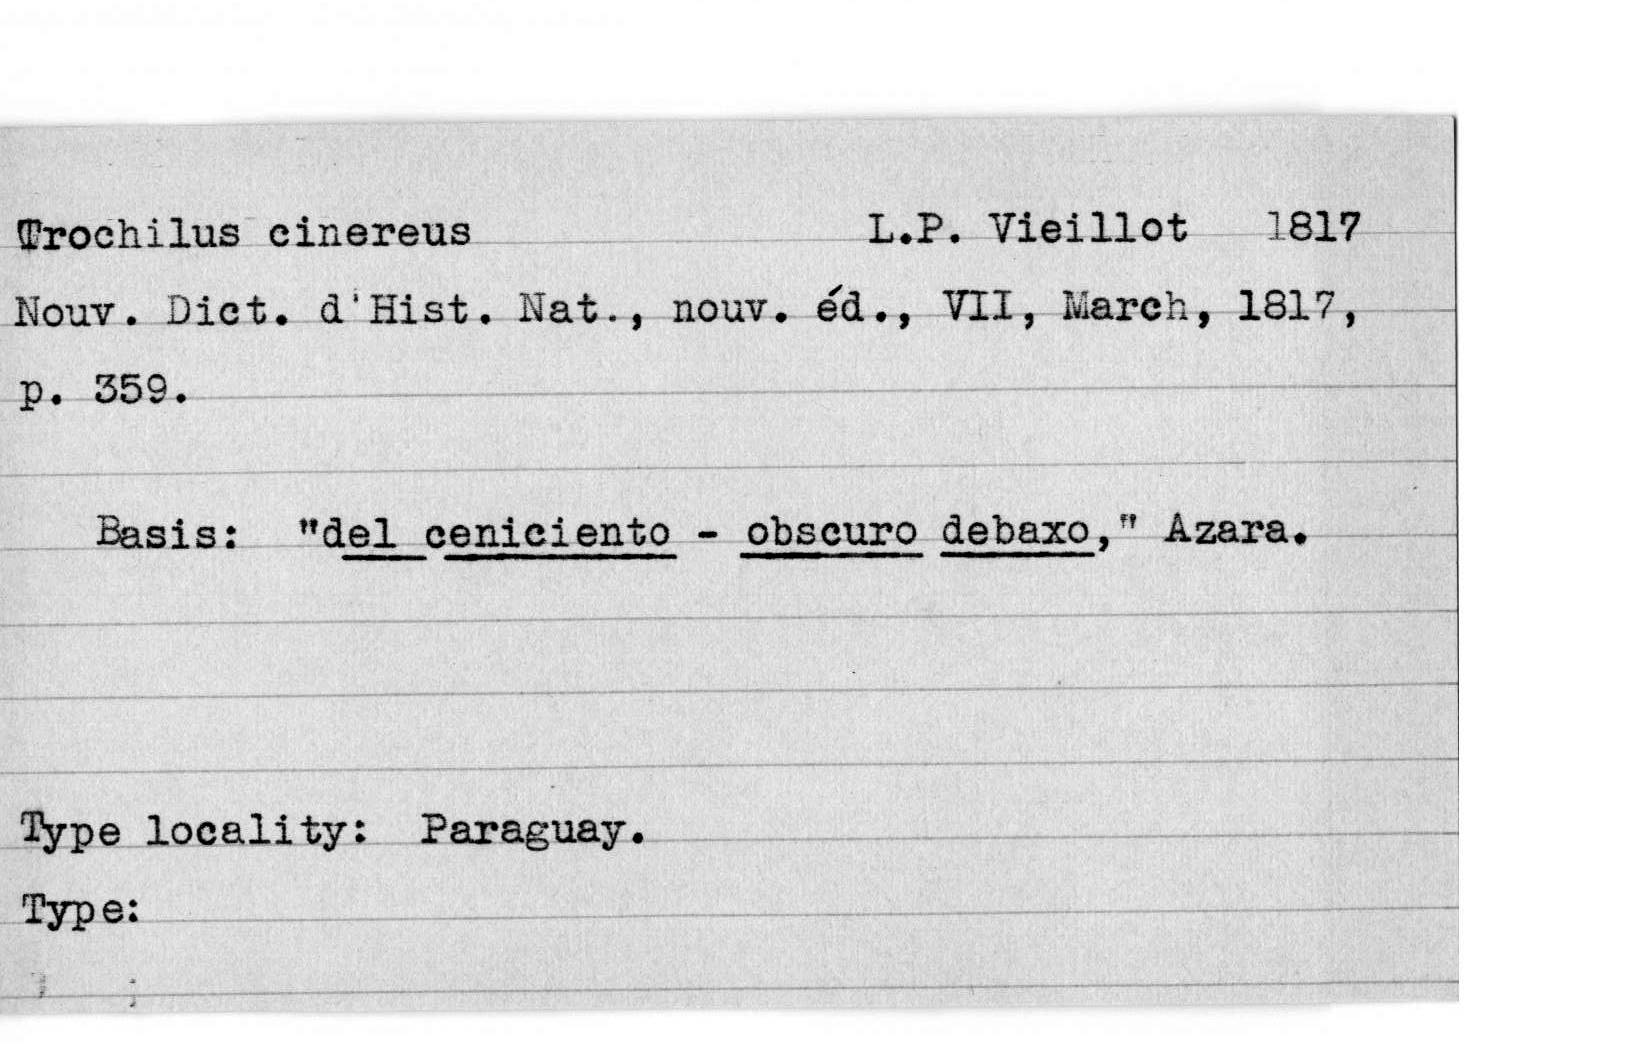 Trochilus cinereus L.P. Vieillot 1817
Nouv. Dict. d'Hist. Nat., nouv. éd., VII, March, 1817,
p. 359.
Basis: "del ceniciento - obscuro debaxo," Azara.
Type locality: Paraguay.
Type: